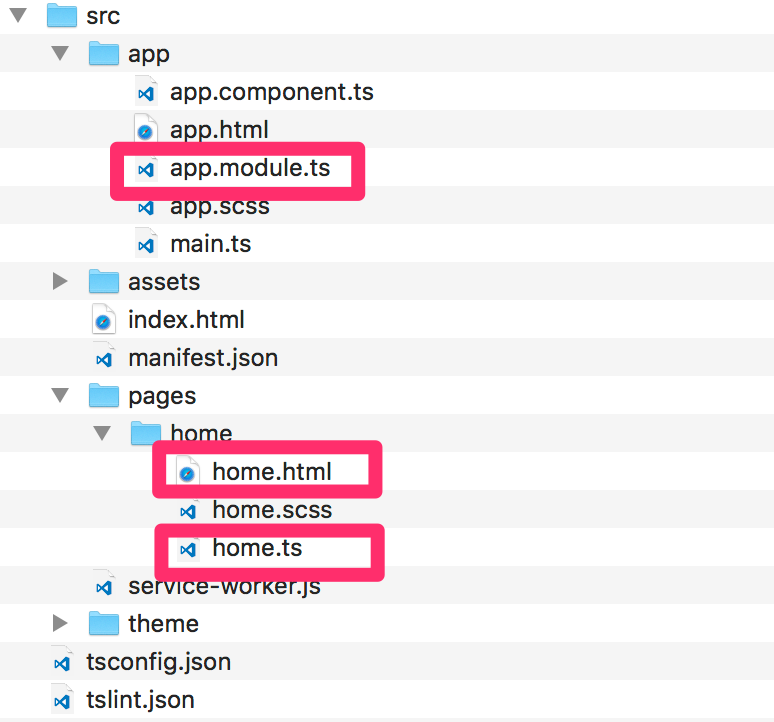 src
app
app.component.ts
app.html
app.module.ts
app.scss
main.ts
assets
index.html
manifest.json
pages
home
home.html
home.scss
home.ts
service-worker.js
theme
tsconfig.json
tslint.json